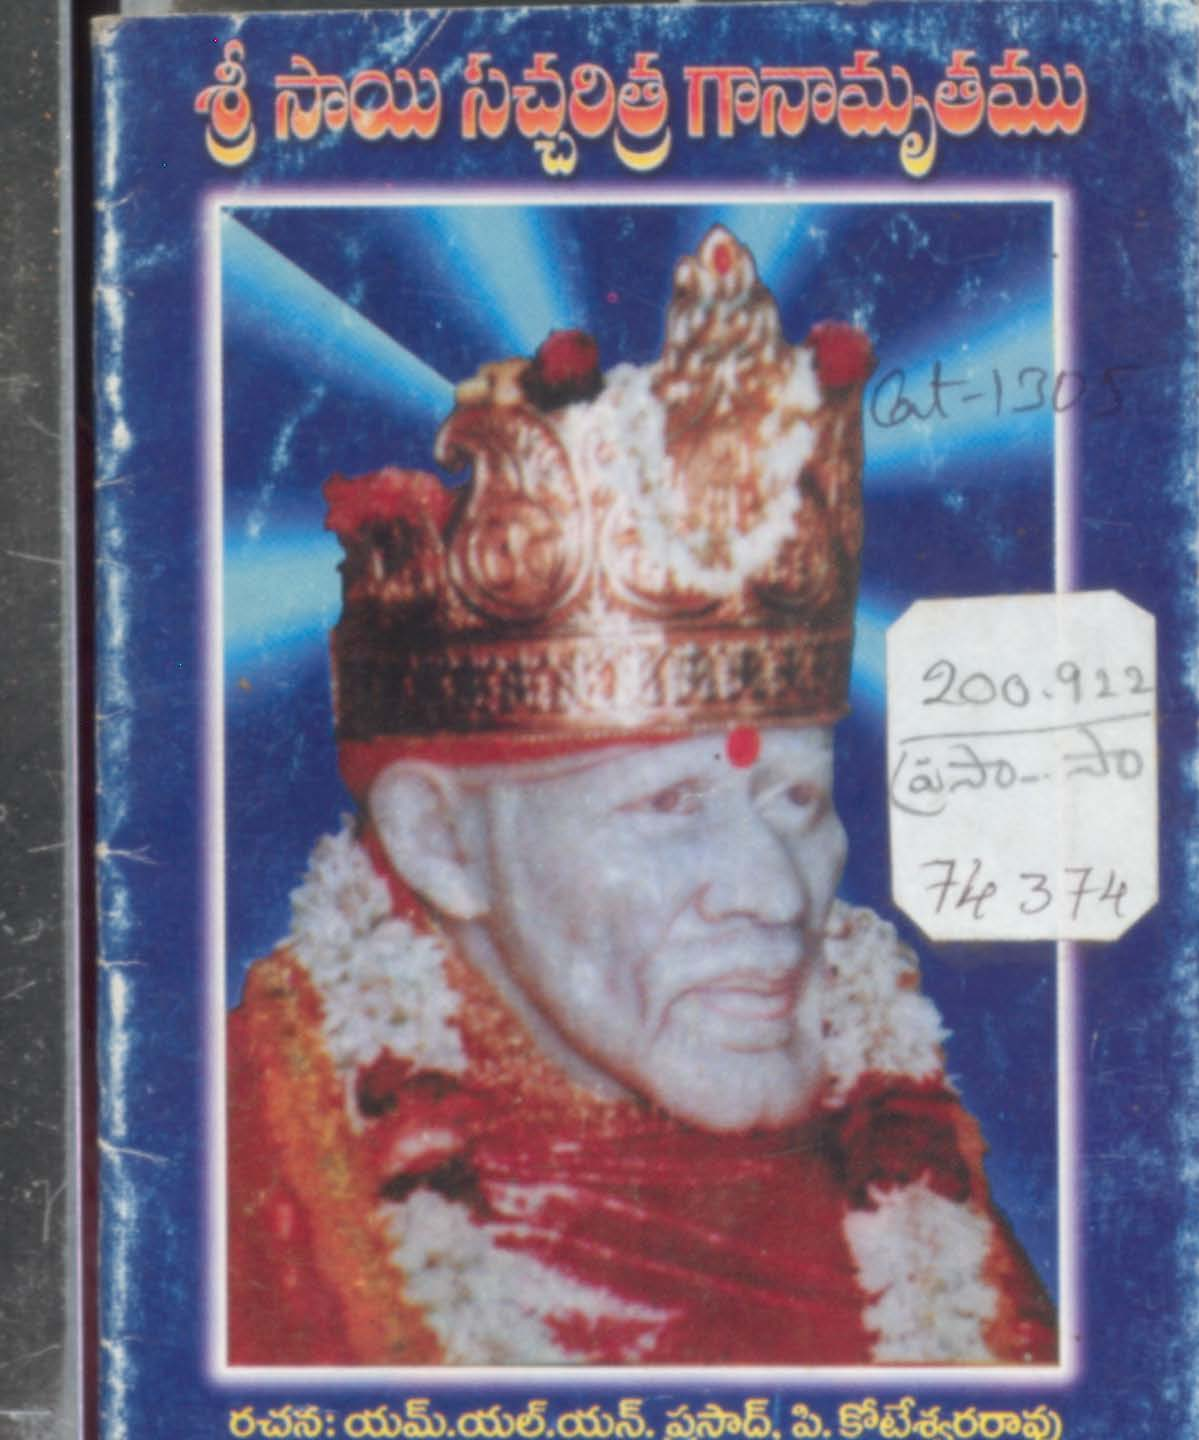 శ్రీ సాయి సచ్చరిత్ర గానామృతము
Cat-1305
200.922
ప్రసా-. సా
74374
రచన: యమ్.యల్.యన్. ప్రసాద్, పి. కోటేశ్వరరావు